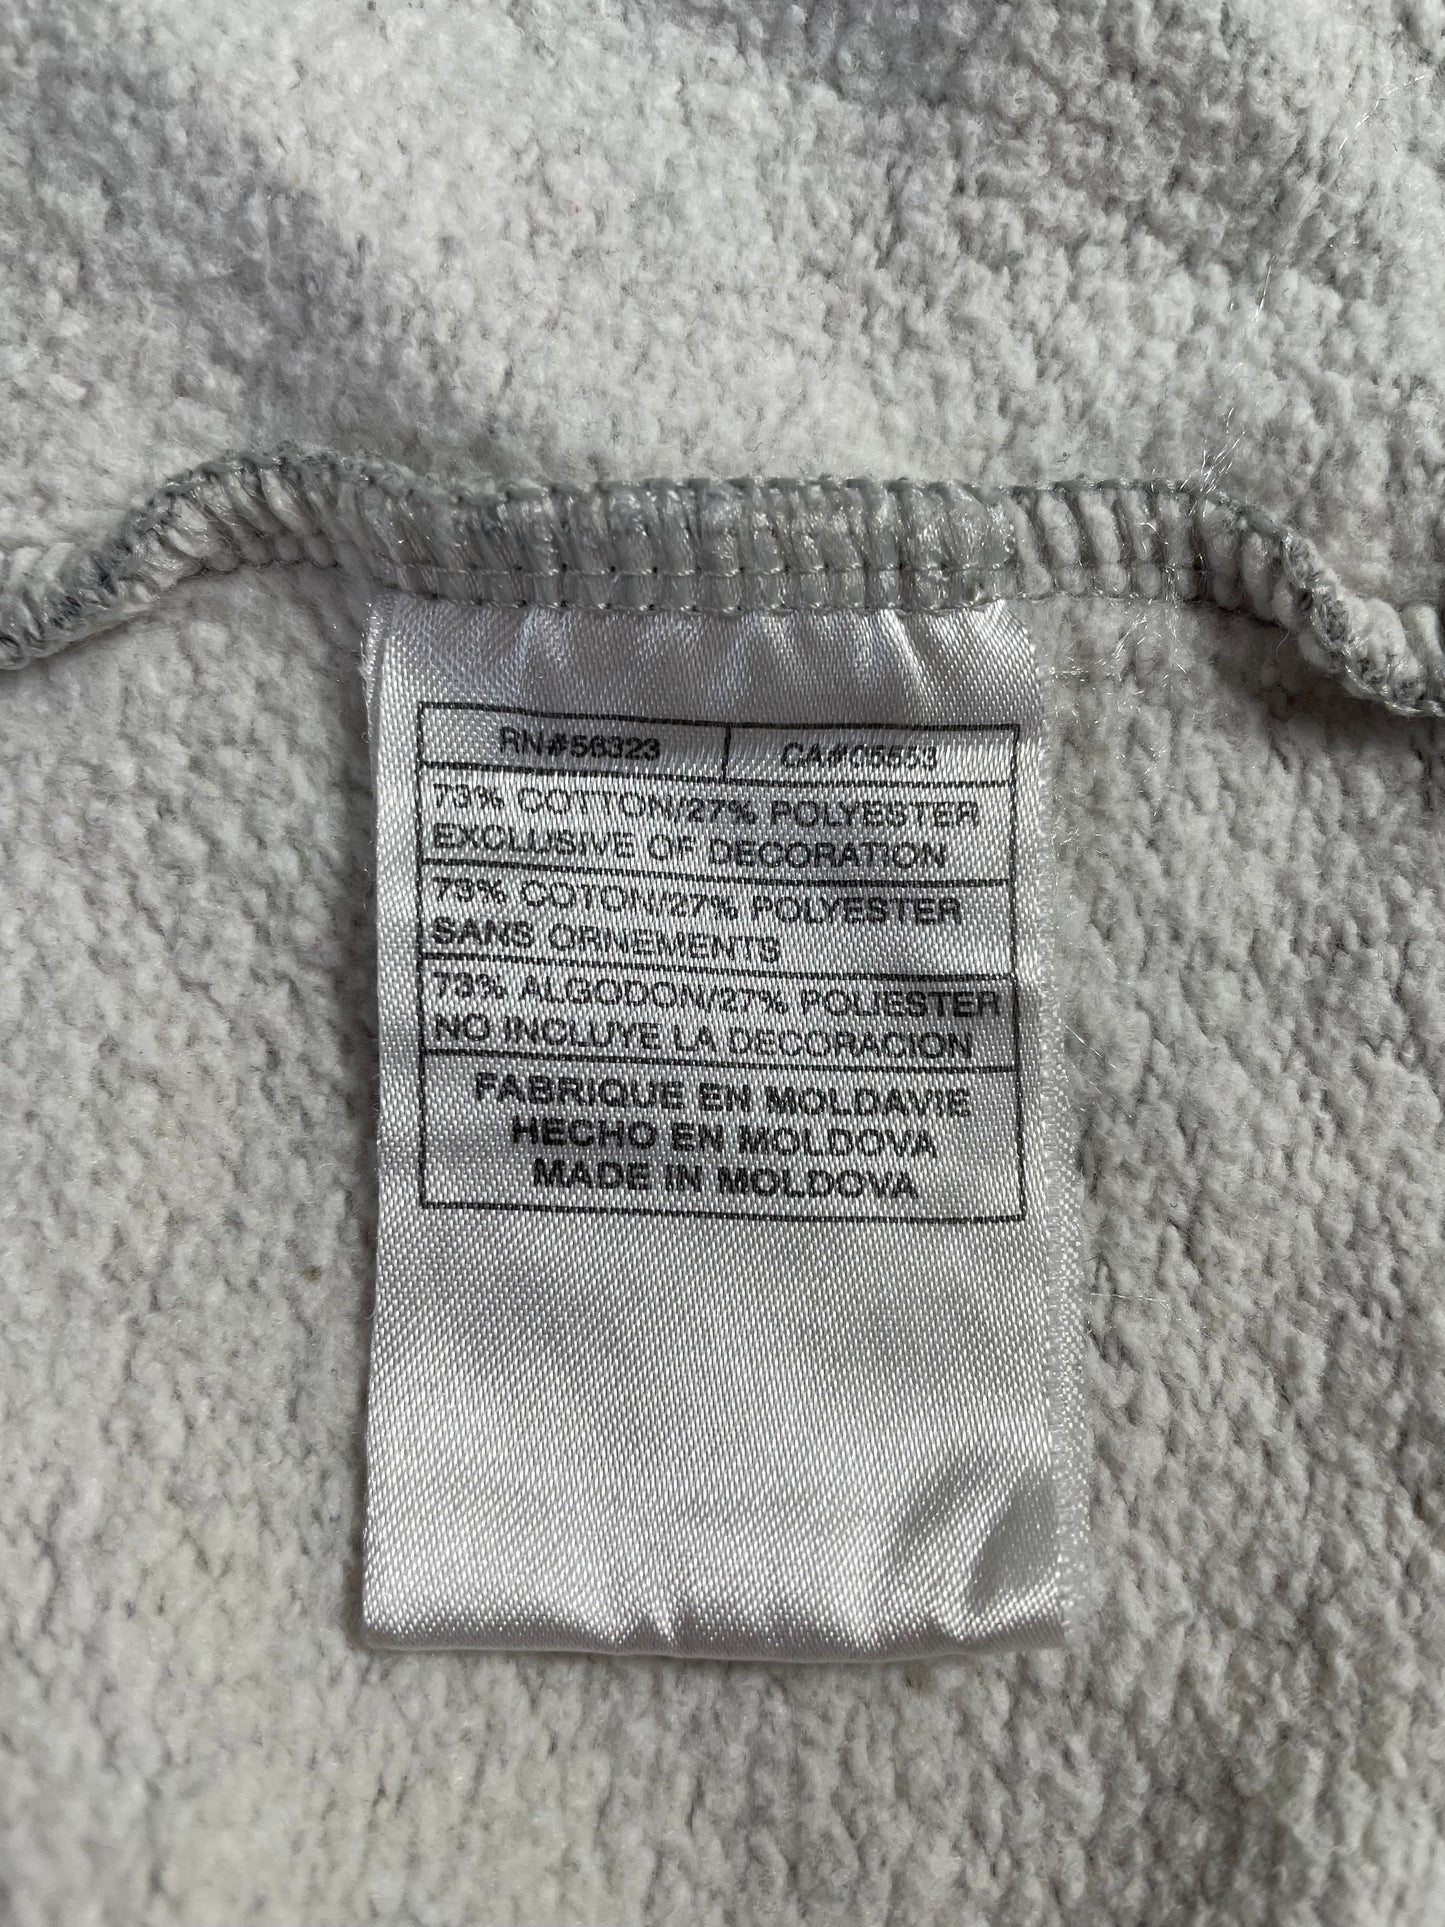 RN#56323 CA#05553
73% COTTON/27% POLYESTER
EXCLUSIVE OF DECORATION
73% COTON/27% POLYESTER
SANS ORNEMENTS
73% ALGODON/27% POLIESTER
NO INCLUYE LA DECORACION
FABRIQUE EN MOLDAVIE
HECHO EN MOLDOVA
MADE IN MOLDOVA